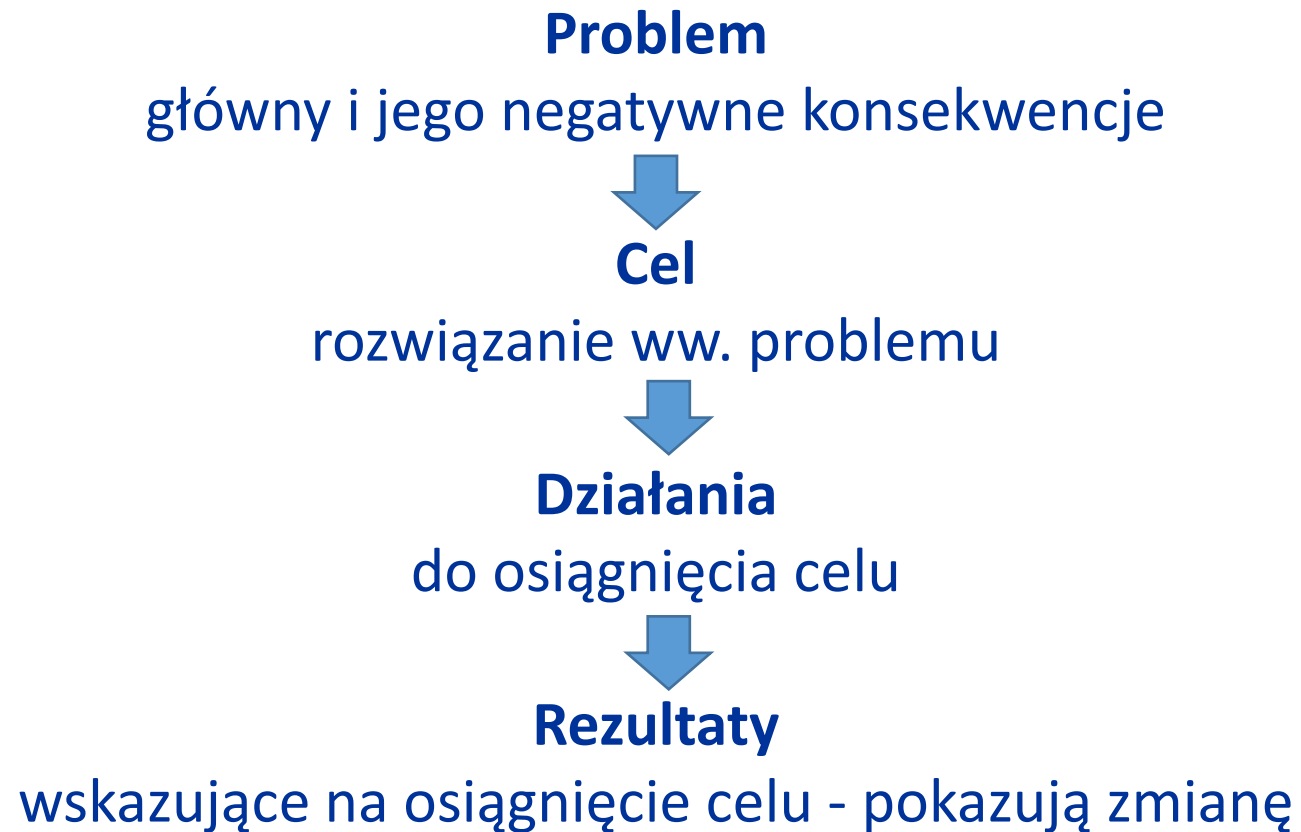 Problem
główny i jego negatywne konsekwencje
Cel
rozwiązanie ww. problemu
Działania
do osiągnięcia celu
Rezultaty
wskazujące na osiągnięcie celu - pokazują zmianę